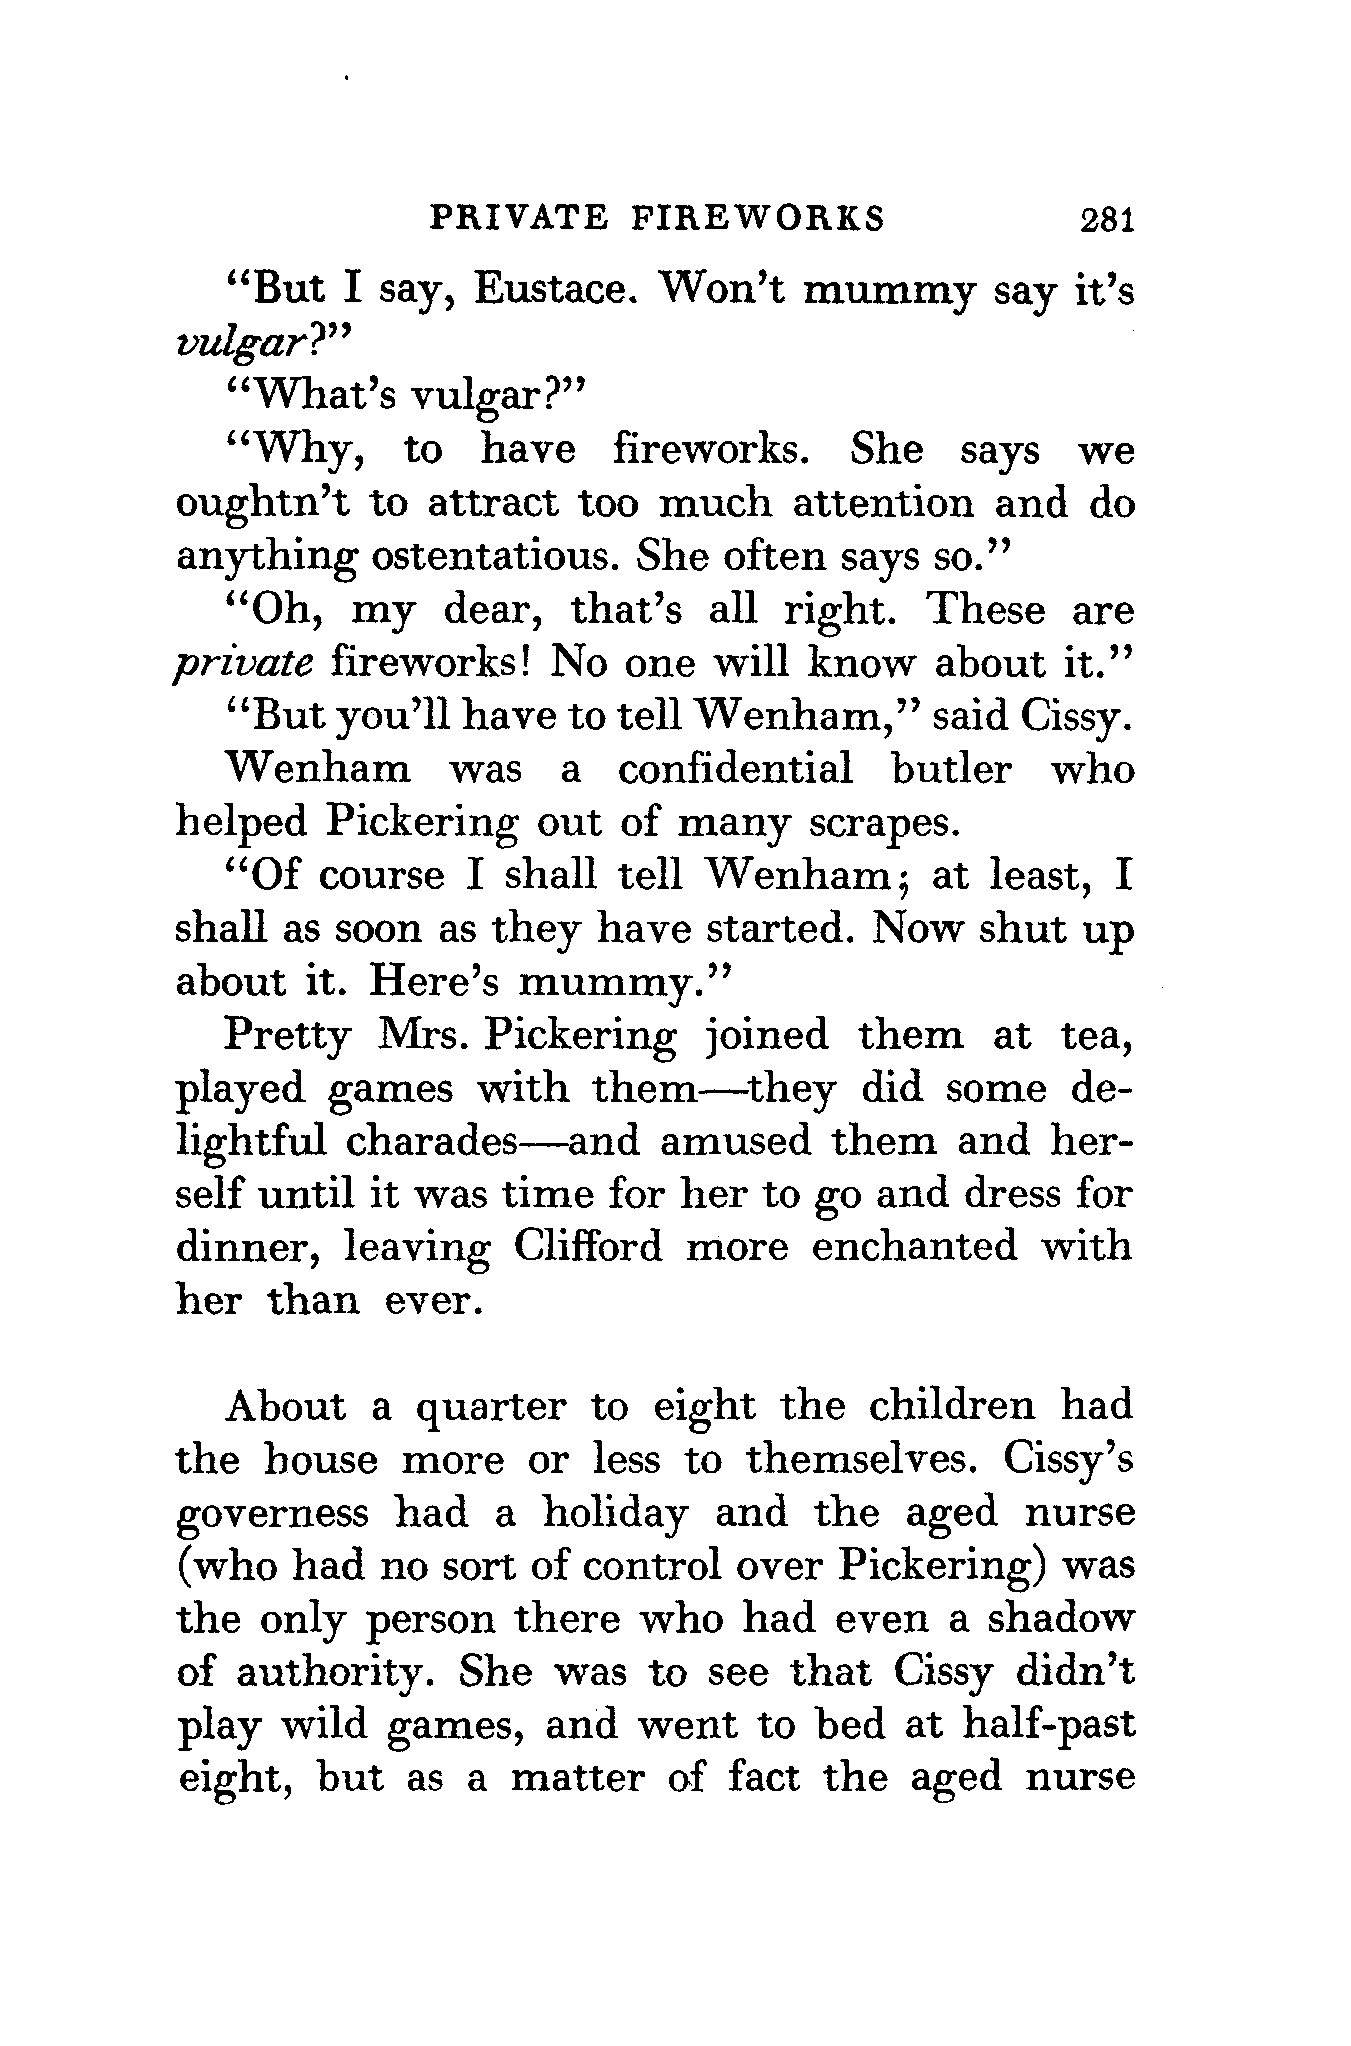 PRIVATE FIREWORKS 281
"But I say, Eustace. Won't mummy say it's
vulgar?"
"What's vulgar?"
"Why, to have fireworks. She says we
oughtn't to attract too much attention and do
anything ostentatious. She often says so."
"Oh, my dear, that's all right. These are
private fireworks! No one will know about it."
"But you'll have to tell Wenham," said Cissy.
Wenham was a confidential butler who
helped Pickering out of many scrapes.
"Of course I shall tell Wenham; at least, I
shall as soon as they have started. Now shut up
about it. Here's mummy."
Pretty Mrs. Pickering joined them at tea,
played games with them—they did some de-
lightful charades—and amused them and her-
self until it was time for her to go and dress for
dinner, leaving Clifford more enchanted with
her than ever.
About a quarter to eight the children had
the house more or less to themselves. Cissy's
governess had a holiday and the aged nurse
(who had no sort of control over Pickering) was
the only person there who had even a shadow
of authority. She was to see that Cissy didn't
play wild games, and went to bed at half-past
eight, but as a matter of fact the aged nurse